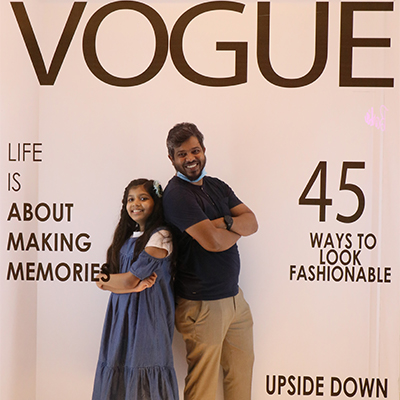 VOGUE
LIFE
IS
ABOUT
MAKING
MEMORIES
45
WAYS TO
LOOK
FASHIONABLE
UPSIDE DOWN